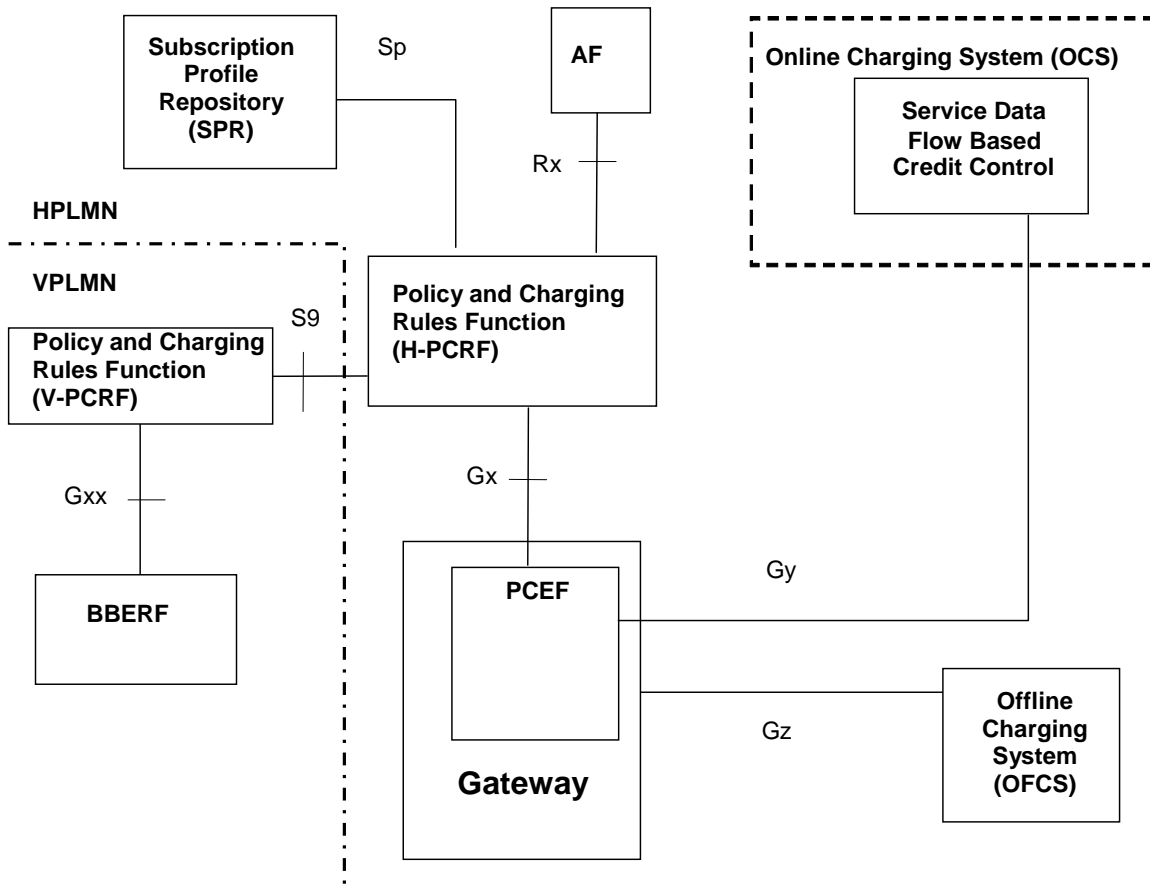 Subscription
Profile
Repository
(SPR)
Sp
AF
Online Charging System (OCS)
Service Data
Flow Based
Credit Control
Rx
HPLMN
VPLMN
Policy and Charging
Rules Function
(H-PCRF)
S9
Policy and Charging
Rules Function
(V-PCRF)
Gx
Gxx
Gy
PCEF
BBERF
Offline
Charging
System
(OFCS)
Gz
Gateway